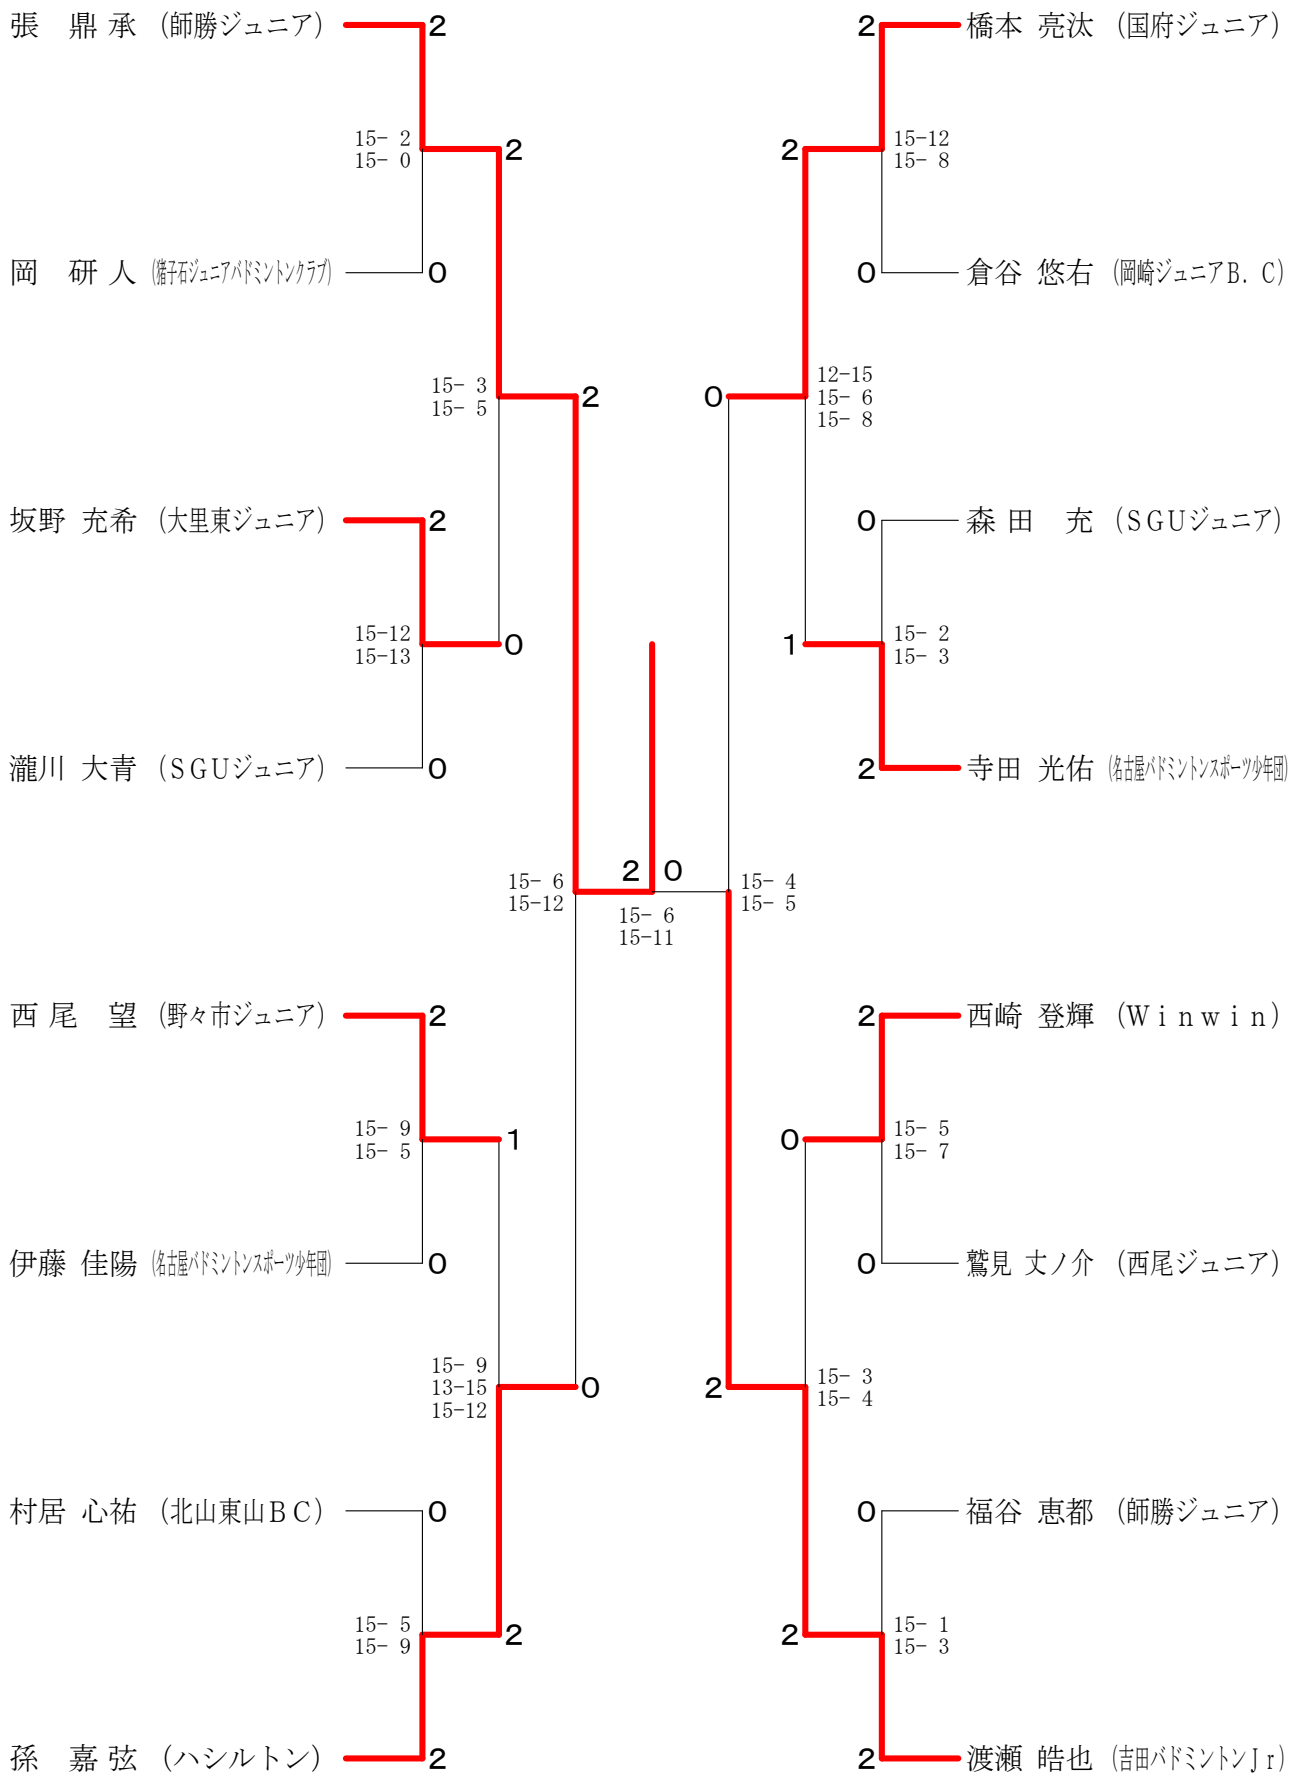 張　鼎 承 (師勝ジュニア) 2
15- 2
15- 0
2
岡　研 人 (猪子石ジュニアバドミントンクラブ) 0
15- 3
15- 5
2
坂野 充希 (大里東ジュニア) 2
15-12
15-13
0
瀧川 大青 (SGUジュニア) 0
15- 6
15-12
西 尾　望 (野々市ジュニア) 2
15- 9
15- 5
1
伊藤 佳陽 (名古屋バドミントンスポーツ少年団) 0
15- 9
13-15
15-12
0
村居 心祐 (北山東山BC) 0
15- 5
15- 9
2
孫　嘉 弦 (ハシルトン) 2
2 0
15- 6
15-11
2 橋本 亮汰 (国府ジュニア)
2
15-12
15- 8
0 倉谷 悠右 (岡崎ジュニアB. C)
0
12-15
15- 6
15- 8
0 森 田　充 (SGUジュニア)
1
15- 2
15- 3
2 寺田 光佑 (名古屋バドミントンスポーツ少年団)
15- 4
15- 5
2 西崎 登輝 (Winwin)
0
15- 5
15- 7
0 鷲見 丈ノ介 (西尾ジュニア)
2
15- 3
15- 4
0 福谷 恵都 (師勝ジュニア)
2
15- 1
15- 3
2 渡瀬 皓也 (吉田バドミントンJr)